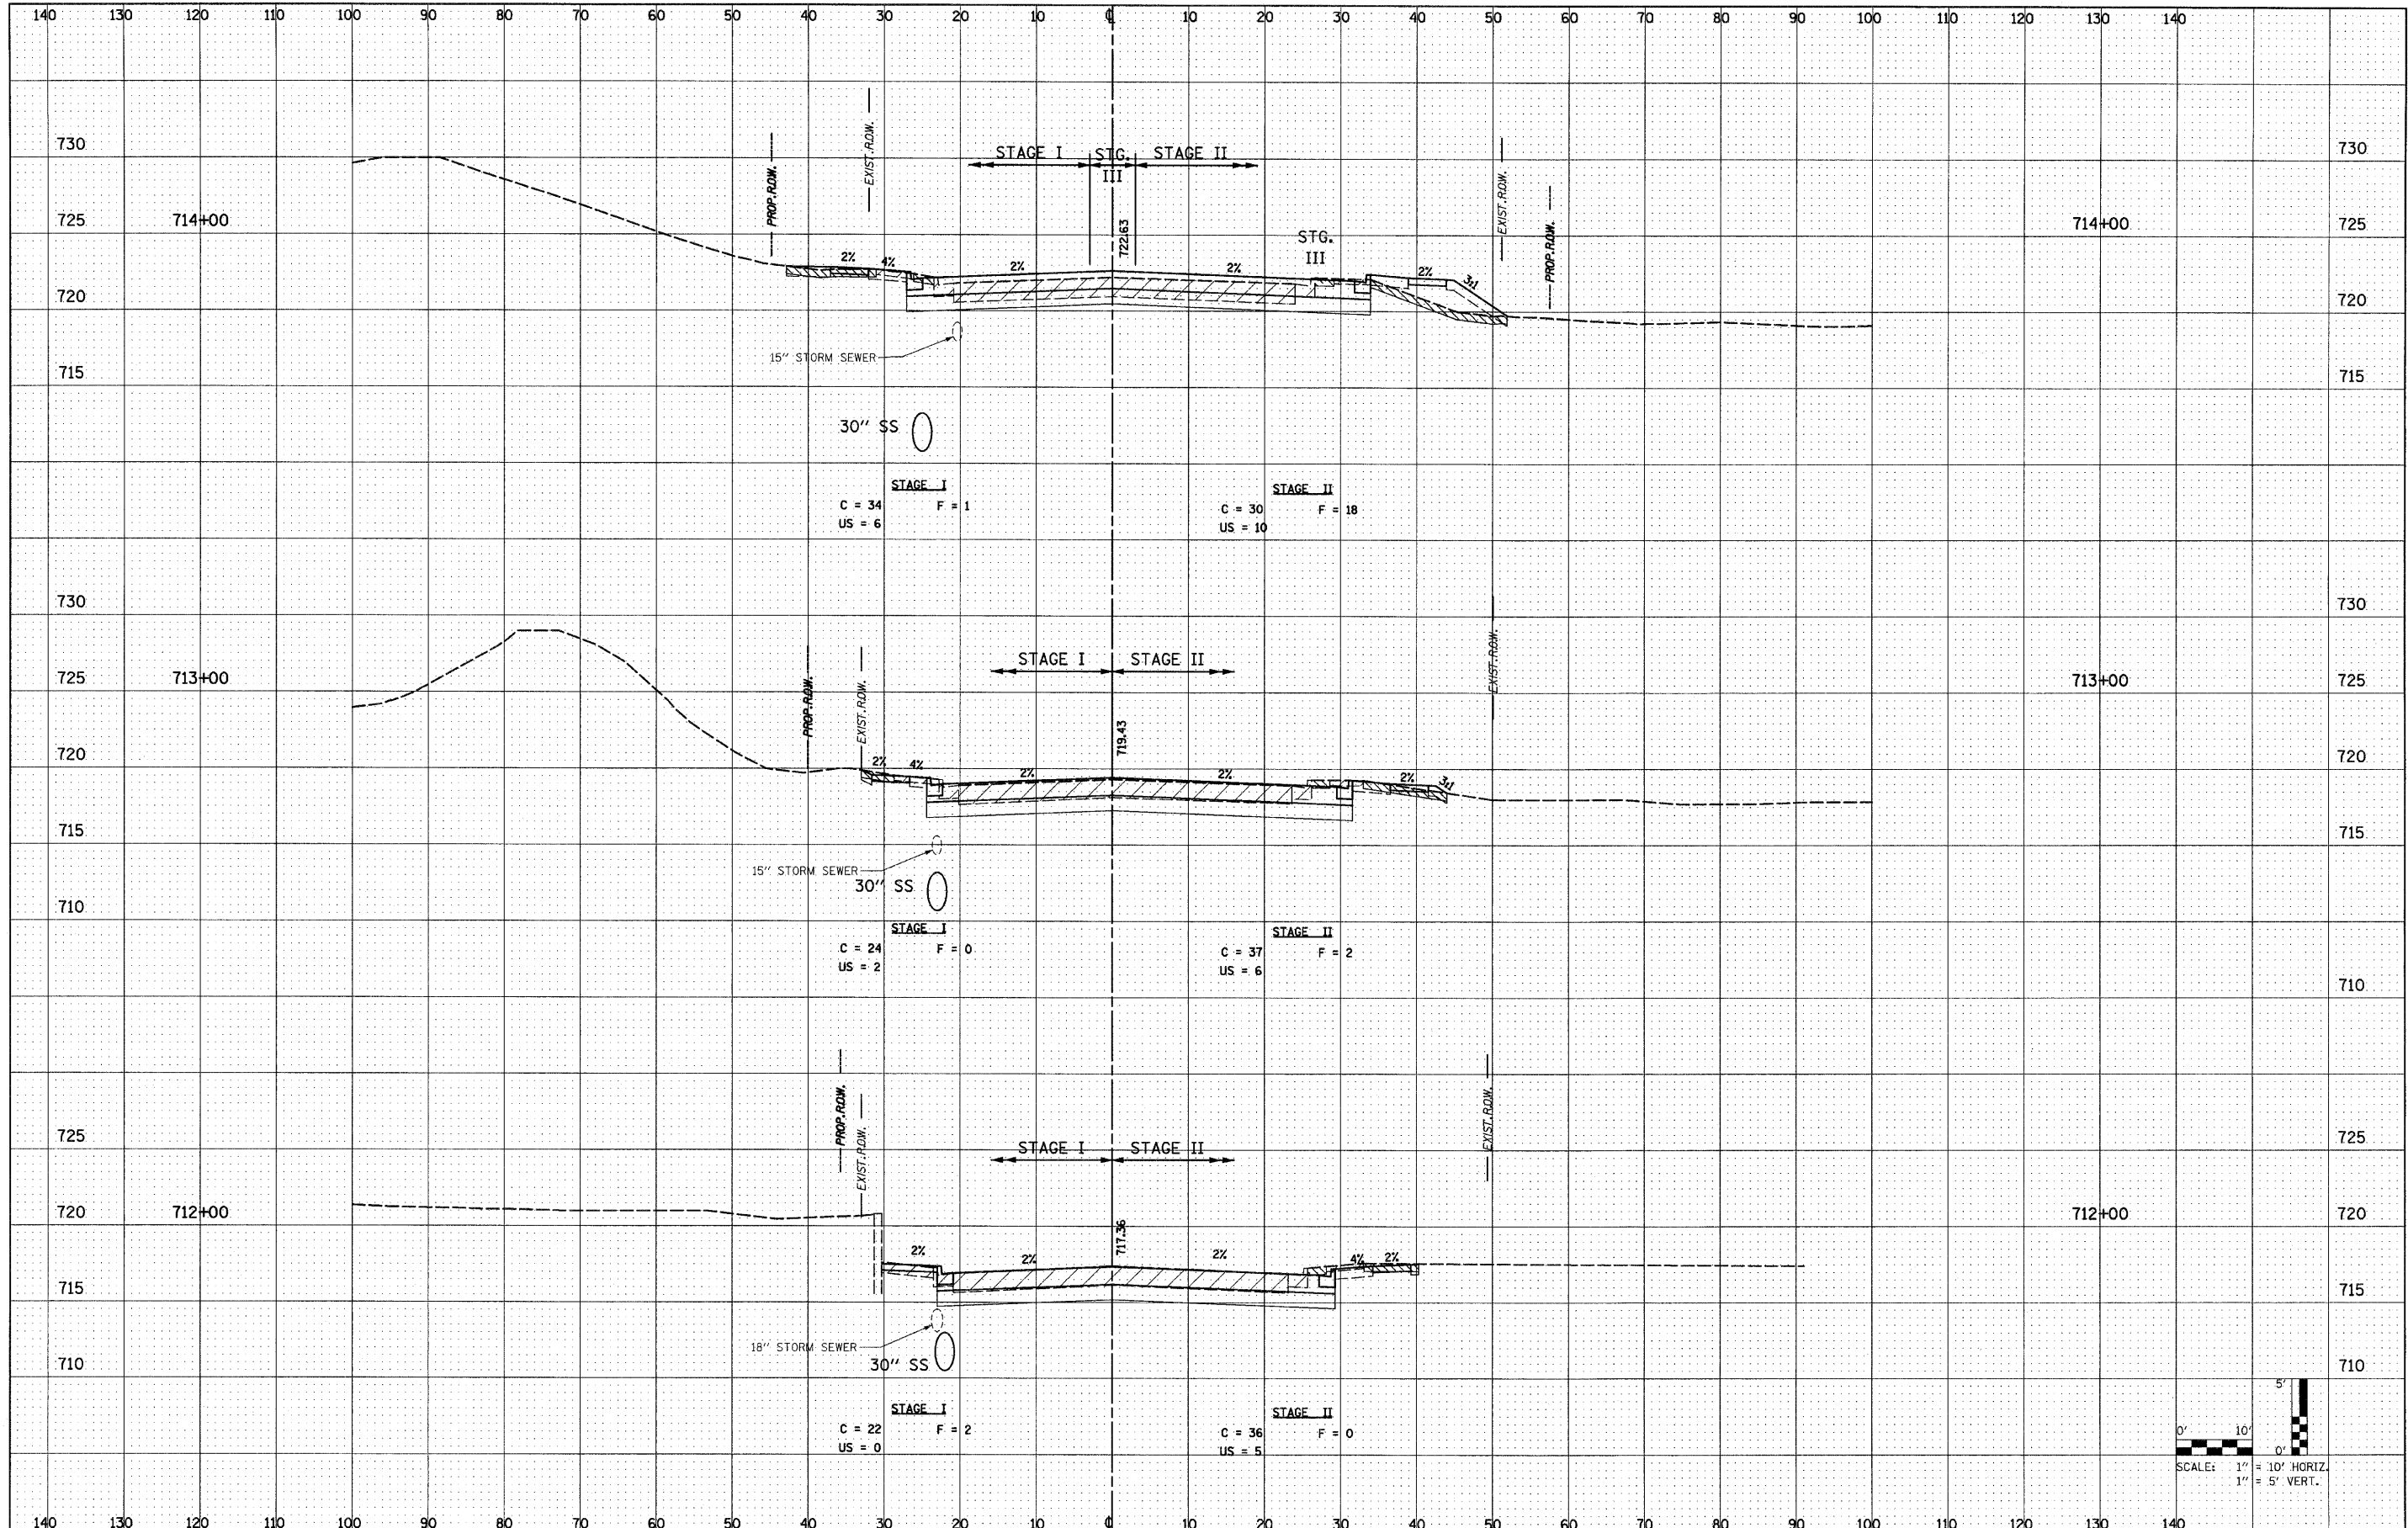 140 130 120 110 100 90 80 70 60 50 40 30 20 10 ℄ 10 20 30 40 50 60 70 80 90 100 110 120 130 140
730 730
STAGE I STG. III STAGE II
PROP. R.O.W.
EXIST. R.O.W.
EXIST. R.O.W.
PROP. R.O.W.
725 714+00 722.63 714+00 725
STG. III
2% 4% 2% 2% 2% 3:1
720 720
15" STORM SEWER
715 715
30" SS
STAGE I STAGE II
C = 34 F = 1 C = 30 F = 18
US = 6 US = 10
730 730
STAGE I STAGE II
PROP. R.O.W.
EXIST. R.O.W.
EXIST. R.O.W.
725 713+00 713+00 725
719.43
720 720
2% 4% 2% 2% 2% 3:1
715 715
15" STORM SEWER
30" SS
710
STAGE I STAGE II
C = 24 F = 0 C = 37 F = 2
US = 2 US = 6
710
PROP. R.O.W.
EXIST. R.O.W.
EXIST. R.O.W.
725 725
STAGE I STAGE II
720 712+00 717.36 712+00 720
2% 2% 2% 4% 2%
715 715
18" STORM SEWER
30" SS
710 710
STAGE I STAGE II
C = 22 F = 2 C = 36 F = 0
US = 0 US = 5
5'
0' 10' 0'
SCALE: 1" = 10' HORIZ.
1" = 5' VERT.
140 130 120 110 100 90 80 70 60 50 40 30 20 10 ℄ 10 20 30 40 50 60 70 80 90 100 110 120 130 140